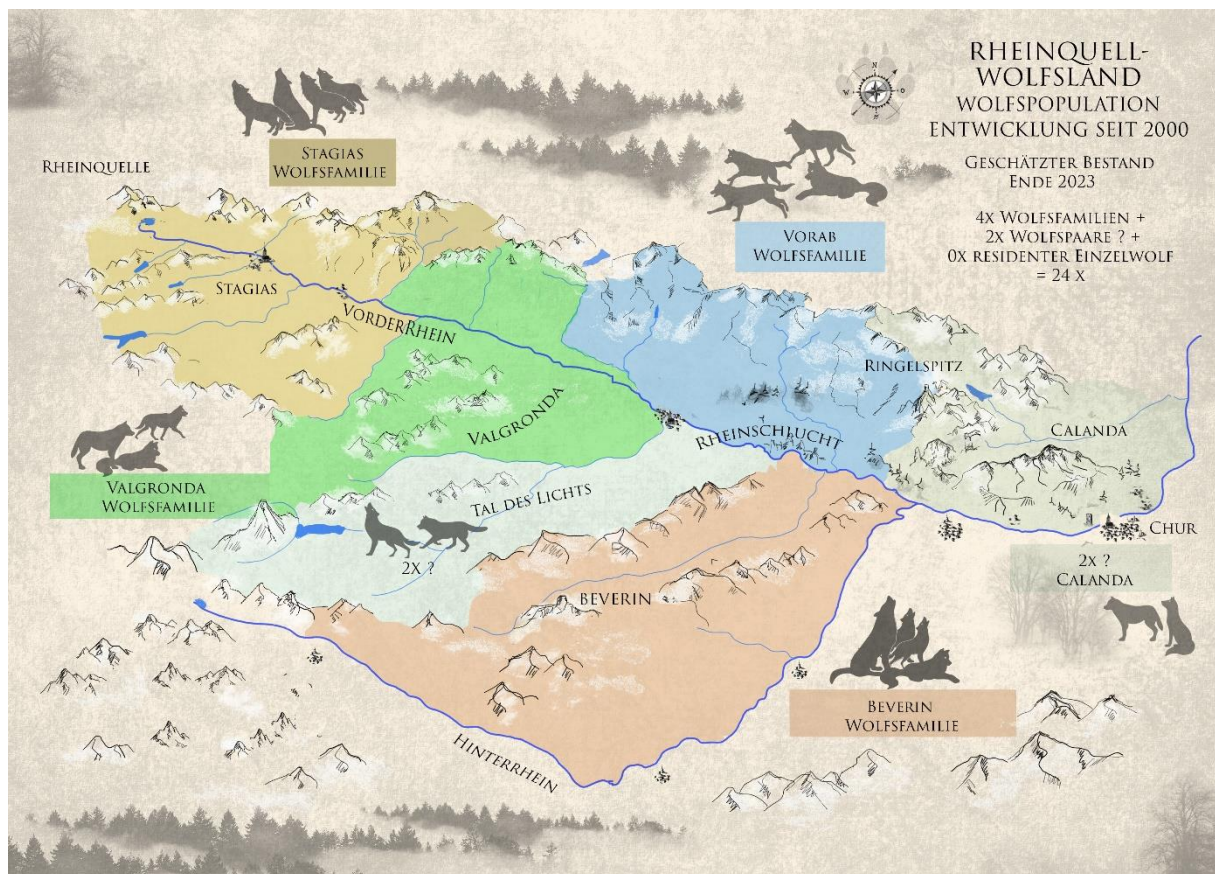 RHEINQUELL-
WOLFSLAND
WOLFSPOPULATION
ENTWICKLUNG SEIT 2000
GESCHÄTZTER BESTAND
ENDE 2023
4X WOLFSFAMILIEN +
2X WOLFSPAARE ? +
0X RESIDENTER EINZELWOLF
= 24 X
N
W
O
S
STAGIAS
WOLFSFAMILIE
RHEINQUELLE
VORAB
WOLFSFAMILIE
STAGIAS
VORDERRHEIN
RINGELSPITZ
VALGRONDA
RHEINSCHLUCHT
CALANDA
VALGRONDA
WOLFSFAMILIE
TAL DES LICHTS
2X ?
CHUR
2X ?
CALANDA
BEVERIN
BEVERIN
WOLFSFAMILIE
HINTERRHEIN